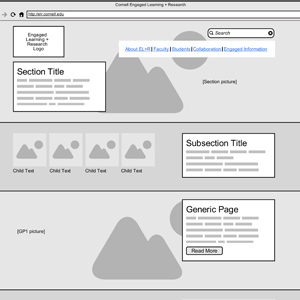 Cornell Engaged Learning + Research
http://elr.cornell.edu
Engaged
Learning +
Research
Logo
Search
About EL+R | Faculty | Students | Collaboration | Engaged Information
Section Title
[Section picture]
Child Text Child Text Child Text Child Text
Subsection Title
Generic Page
[GP1 picture]
Read More